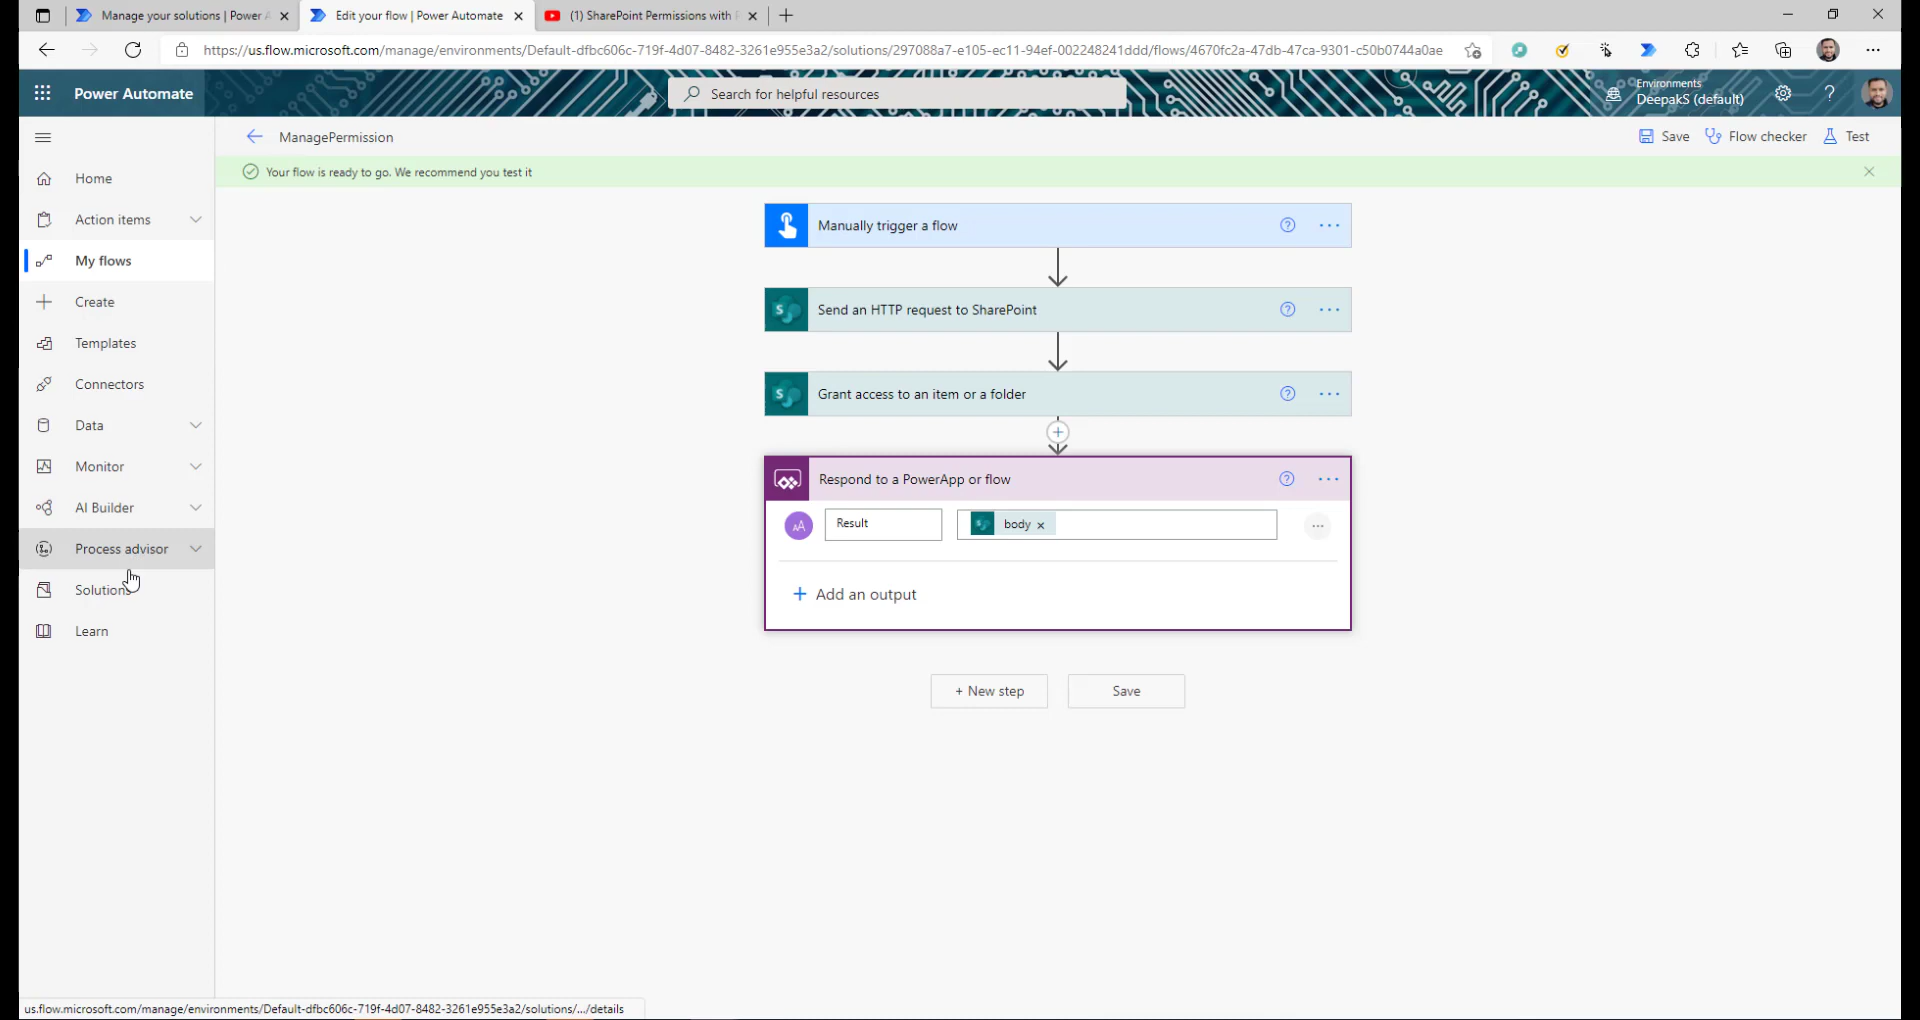 Manage your solutions | Power A
Edit your flow | Power Automate
(1) SharePoint Permissions with
https://us.flow.microsoft.com/manage/environments/Default-dfbc606c-719f-4d07-8482-3261e955e3a2/solutions/297088a7-e105-ec11-94ef-002248241ddd/flows/4670fc2a-47db-47ca-9301-c50b0744a0ae
Power Automate
Search for helpful resources
Environments
DeepakS (default)
ManagePermission
Save
Flow checker
Test
Your flow is ready to go. We recommend you test it
Home
Action items
My flows
Create
Templates
Connectors
Data
Monitor
AI Builder
Process advisor
Solutions
Learn
Manually trigger a flow
Send an HTTP request to SharePoint
Grant access to an item or a folder
Respond to a PowerApp or flow
Result
body
Add an output
+ New step
Save
us.flow.microsoft.com/manage/environments/Default-dfbc606c-719f-4d07-8482-3261e955e3a2/solutions/.../details